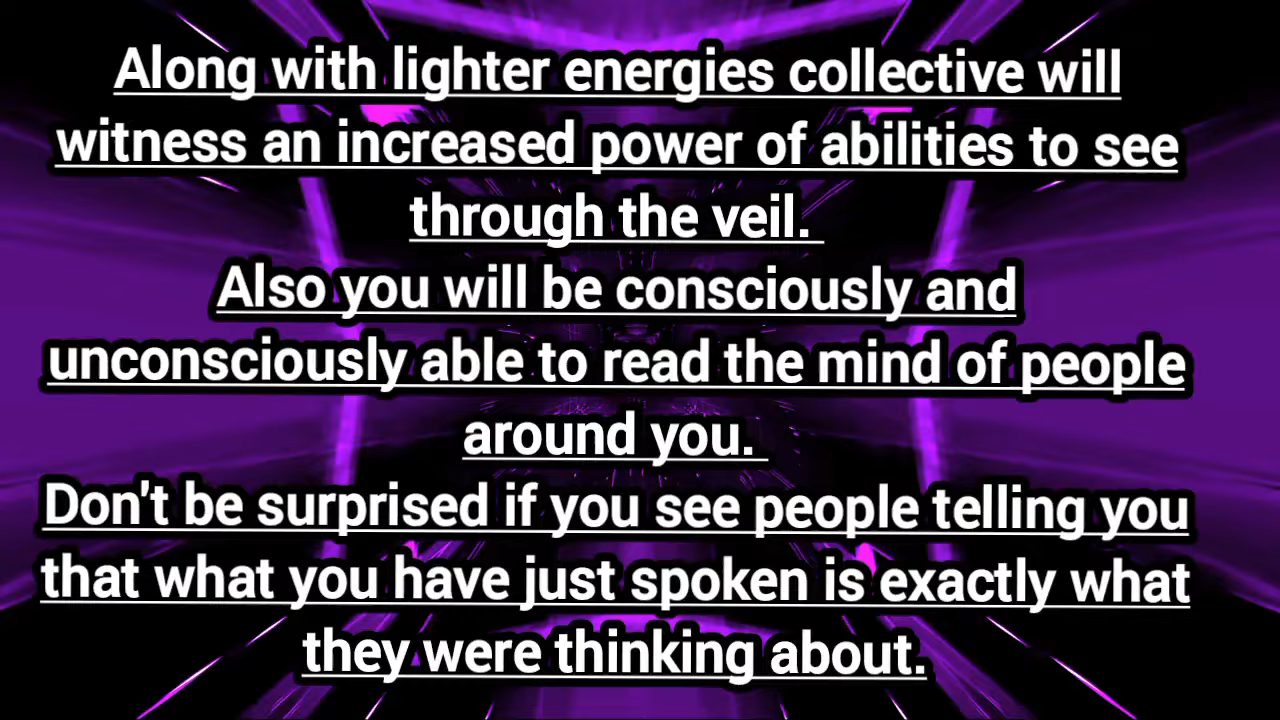 Along with lighter energies collective will
witness an increased power of abilities to see
through the veil.
Also you will be consciously and
unconsciously able to read the mind of people
around you.
Don't be surprised if you see people telling you
that what you have just spoken is exactly what
they were thinking about.